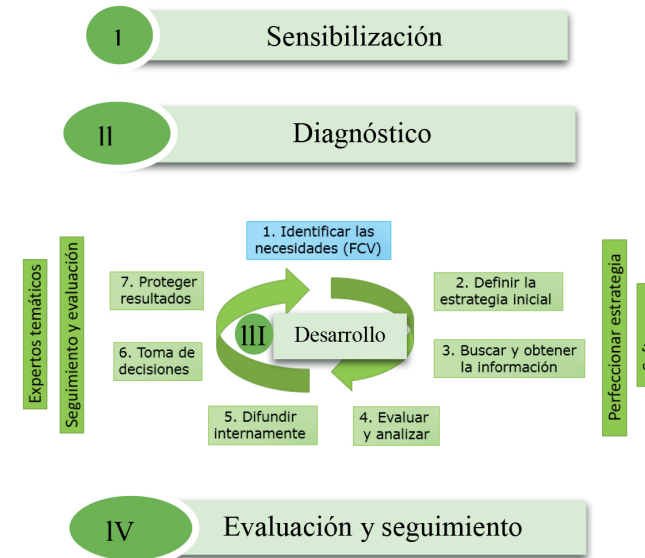 I
Sensibilización
II
Diagnóstico
Expertos temáticos
Seguimiento y evaluación
1. Identificar las
necesidades (FCV)
7. Proteger
resultados
2. Definir la
estrategia inicial
III
Desarrollo
6. Toma de
decisiones
3. Buscar y obtener
la información
5. Difundir
internamente
4. Evaluar
y analizar
Perfeccionar estrategia
IV
Evaluación y seguimiento